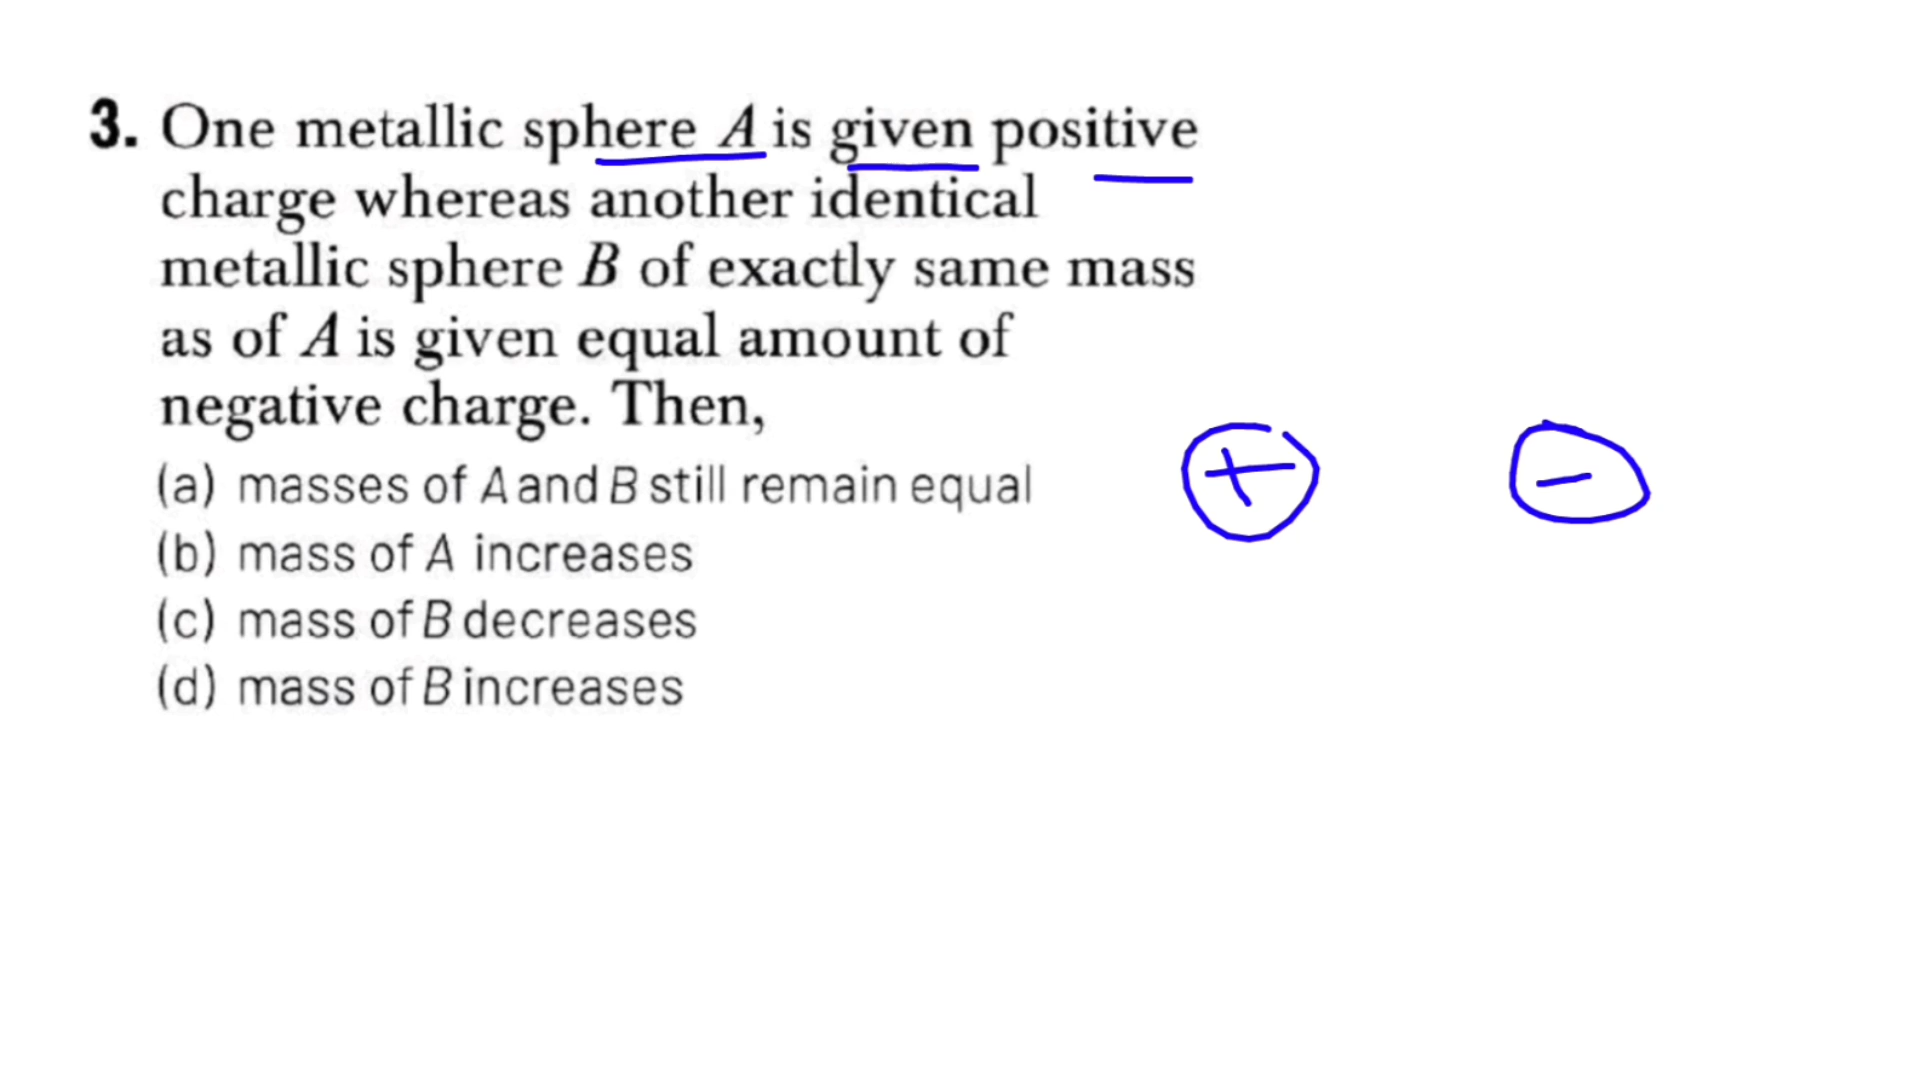 3. One metallic sphere A is given positive
charge whereas another identical
metallic sphere B of exactly same mass
as of A is given equal amount of
negative charge. Then,
(a) masses of A and B still remain equal
(b) mass of A increases
(c) mass of B decreases
(d) mass of B increases
+ −